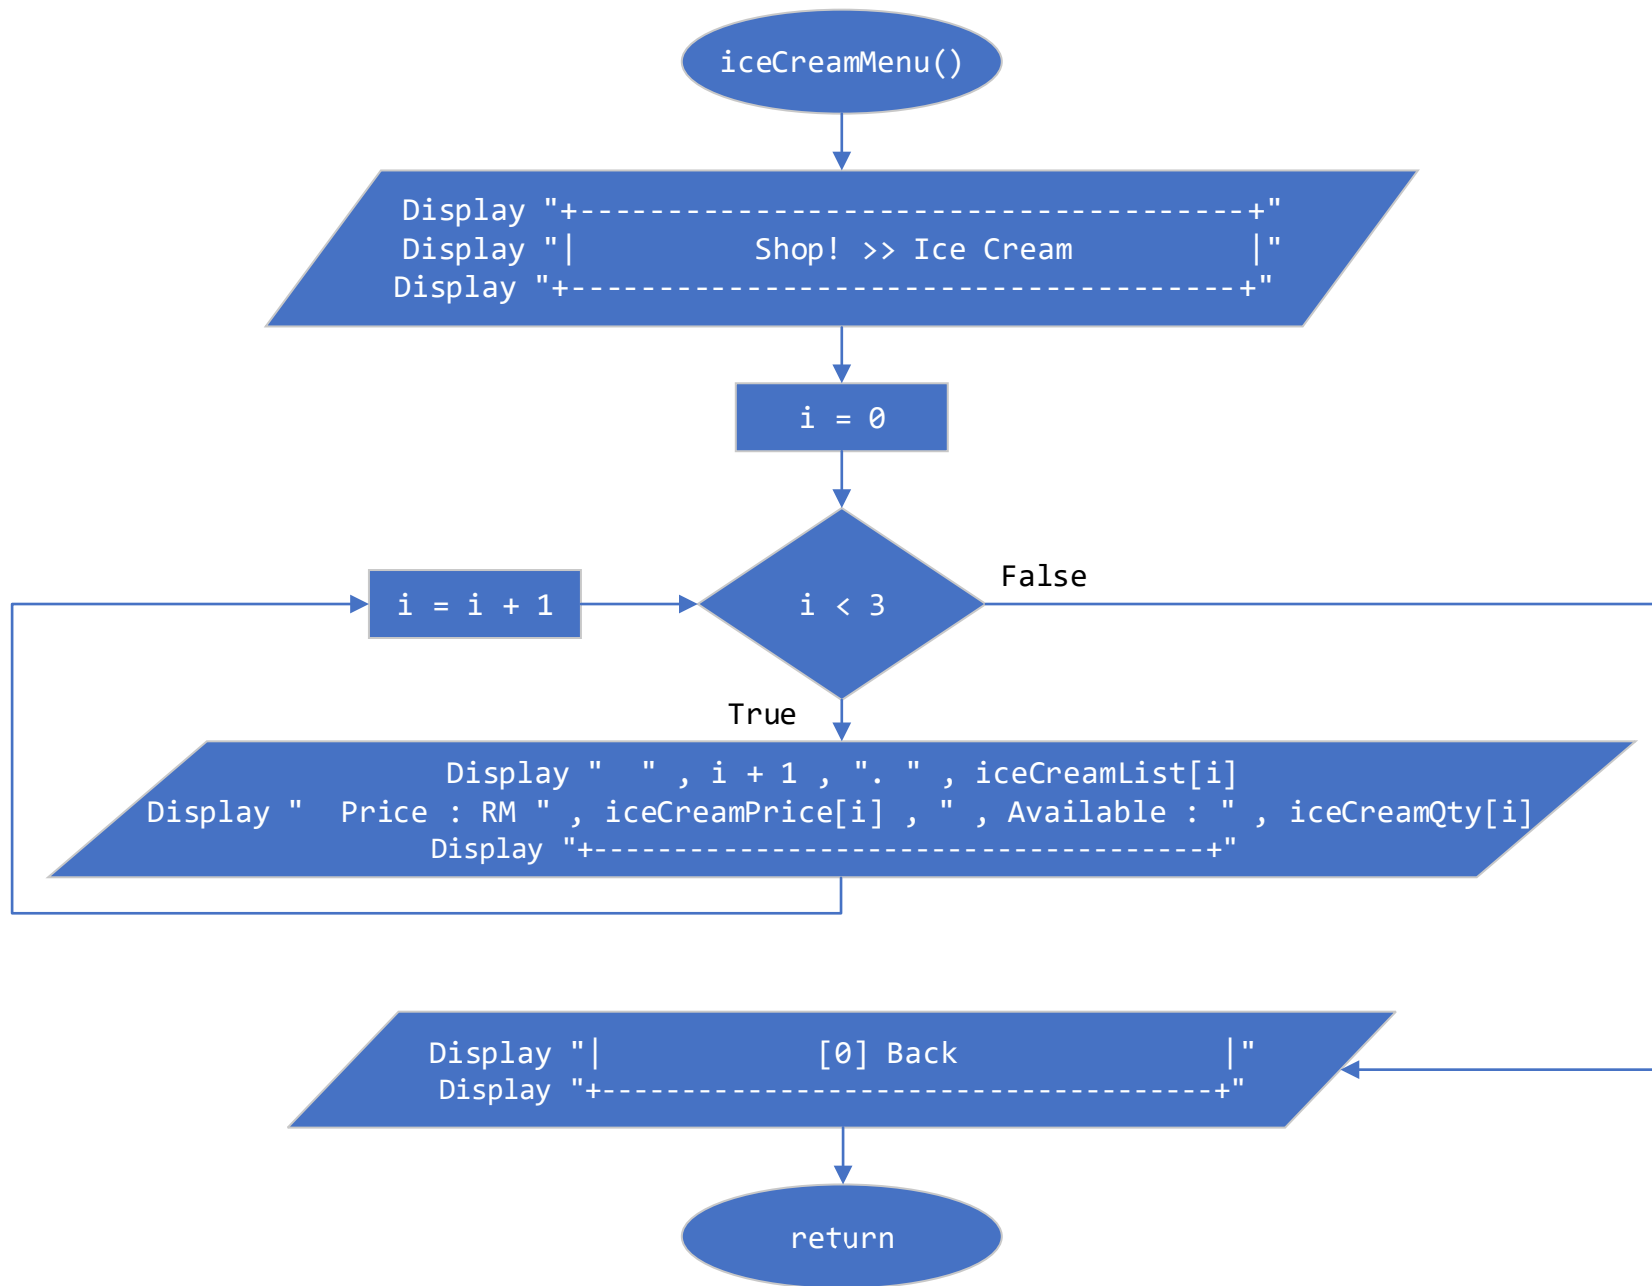 iceCreamMenu()
Display "+--------------------------------------+"
Display "|          Shop! >> Ice Cream          |"
Display "+--------------------------------------+"
i = 0
i = i + 1
i < 3
False
True
Display "  " , i + 1 , ". " , iceCreamList[i]
Display "  Price : RM " , iceCreamPrice[i] , " , Available : " , iceCreamQty[i]
Display "+--------------------------------------+"
Display "|            [0] Back               |"
Display "+--------------------------------------+"
return